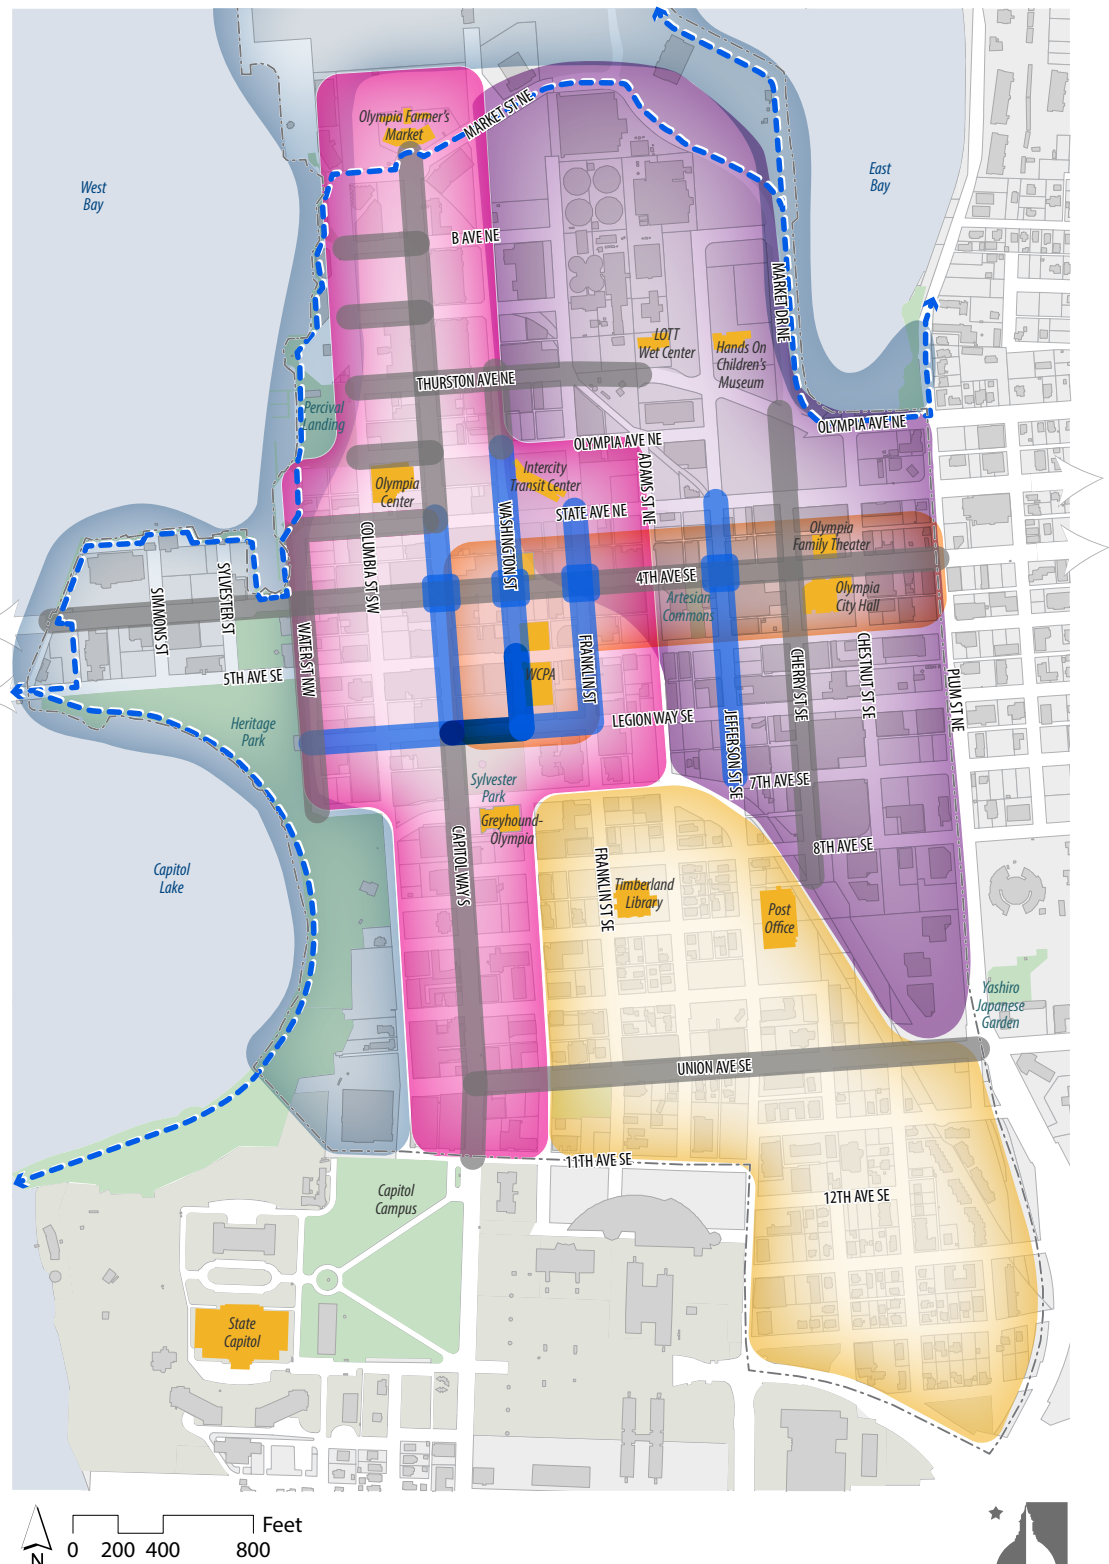 Olympia Farmer's
Market
MARKET ST NE
West
Bay
East
Bay
B AVE NE
MARKET DR NE
LOTT
Wet Center
Hands On
Children's
Museum
THURSTON AVE NE
Percival
Landing
OLYMPIA AVE NE
OLYMPIA AVE NE
ADAMS ST NE
Intercity
Transit Center
Olympia
Center
STATE AVE NE
WASHINGTON ST
COLUMBIA ST SW
Olympia
Family Theater
4TH AVE SE
Artesian
Commons
Olympia
City Hall
SIMMONS ST
SYLVESTER ST
WATER ST NW
5TH AVE SE
WCPA
FRANKLIN ST
CHERRY ST SE
CHESTNUT ST SE
PLUM ST NE
Heritage
Park
LEGION WAY SE
JEFFERSON ST SE
7TH AVE SE
Sylvester
Park
Greyhound-
Olympia
CAPITOL WAY S
8TH AVE SE
Capitol
Lake
FRANKLIN ST SE
Timberland
Library
Post
Office
Yashiro
Japanese
Garden
UNION AVE SE
11TH AVE SE
Capitol
Campus
12TH AVE SE
State
Capitol
N
0 200 400 800 Feet